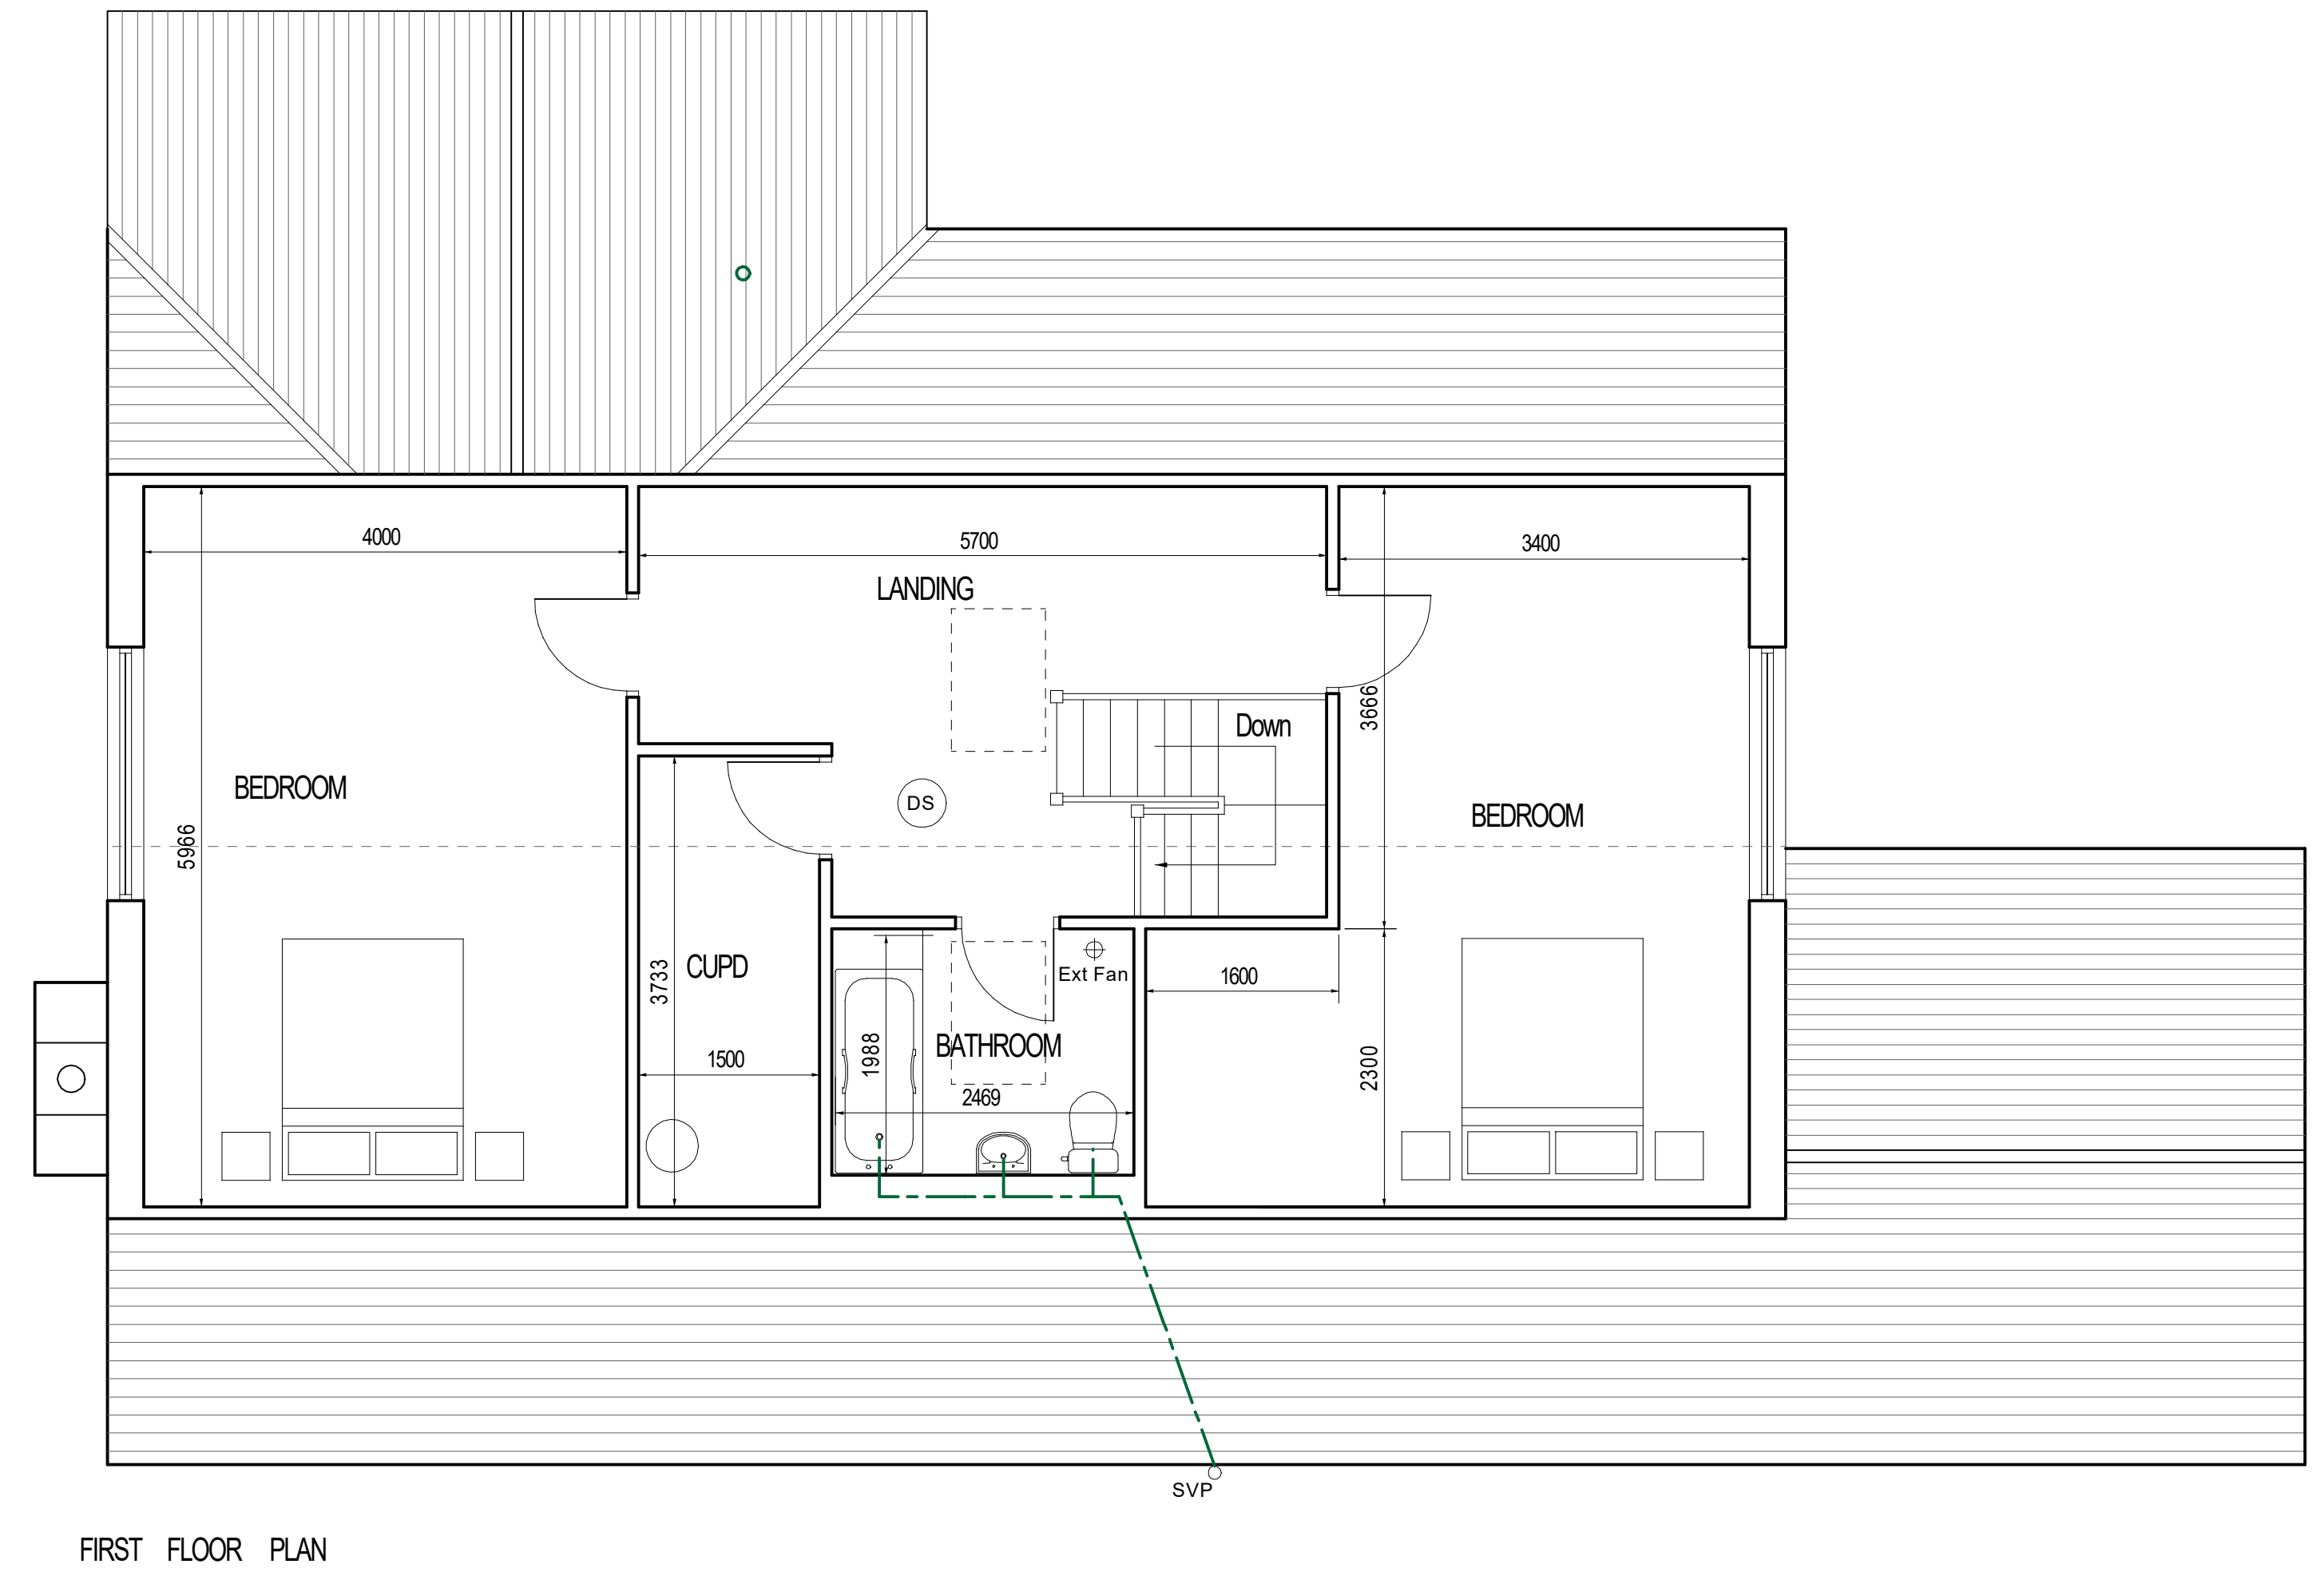 4000
5700
3400
LANDING
3666
Down
BEDROOM
DS
BEDROOM
5966
CUPD
3733
Ext Fan
1600
BATHROOM
1988
1500
2300
2469
SVP
FIRST FLOOR PLAN